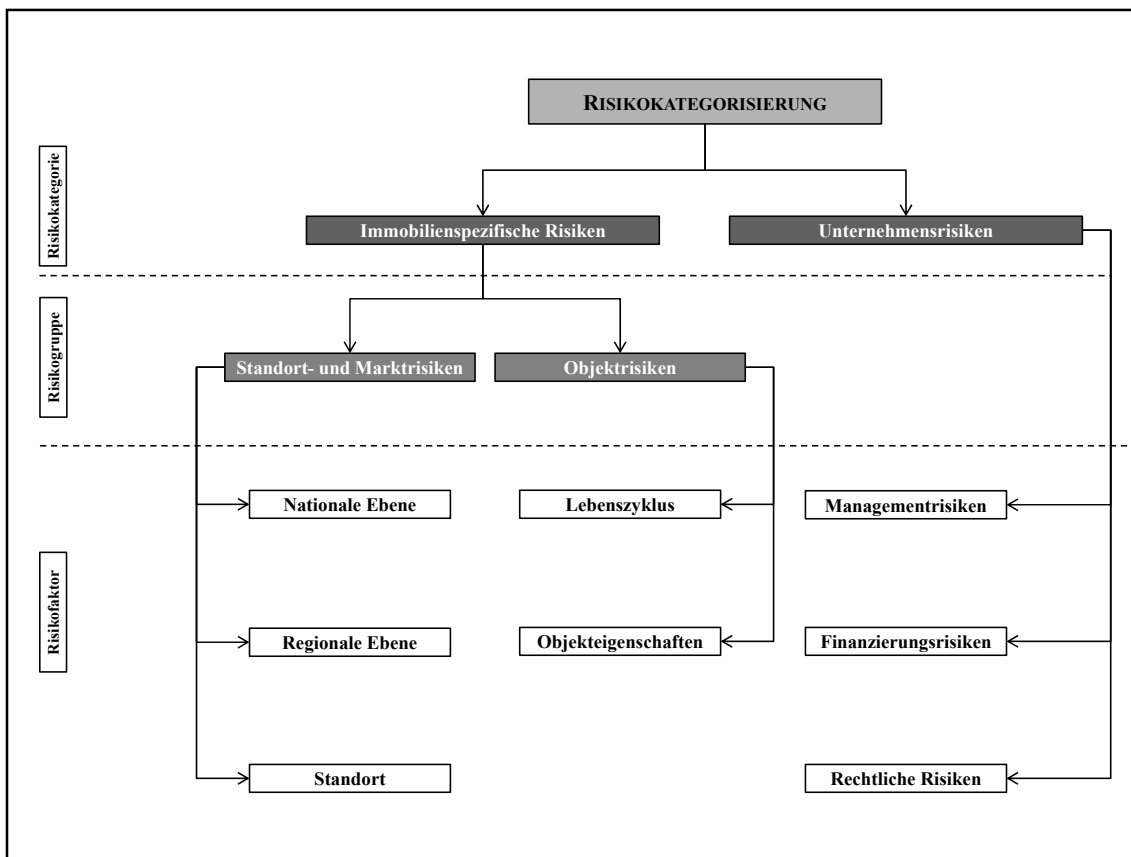 RISIKOKATEGORISIERUNG
Risikokategorie
Immobilienspezifische Risiken
Unternehmensrisiken
Risikogruppe
Standort- und Marktrisiken
Objektrisiken
Risikofaktor
Nationale Ebene
Lebenszyklus
Managementrisiken
Regionale Ebene
Objekteigenschaften
Finanzierungsrisiken
Standort
Rechtliche Risiken